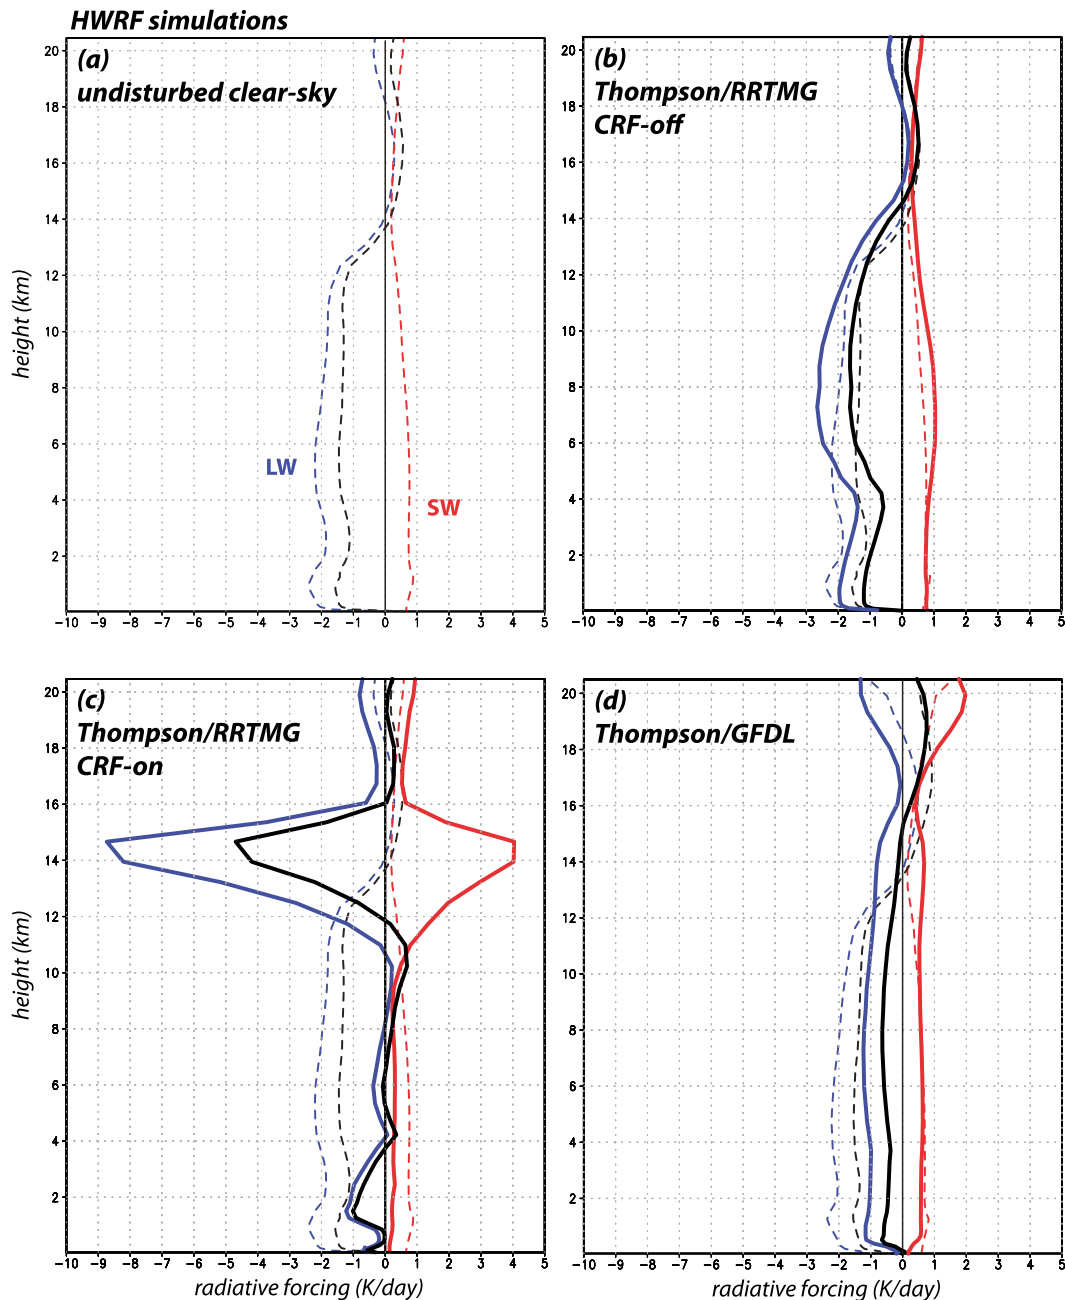 HWRF simulations
(a)
undisturbed clear-sky
20
18
16
14
12
10
8
6
4
2
height (km)
LW
SW
-10 -9 -8 -7 -6 -5 -4 -3 -2 -1 0 1 2 3 4 5
(b)
Thompson/RRTMG
CRF-off
20
18
16
14
12
10
8
6
4
2
-10 -9 -8 -7 -6 -5 -4 -3 -2 -1 0 1 2 3 4 5
(c)
Thompson/RRTMG
CRF-on
20
18
16
14
12
10
8
6
4
2
height (km)
-10 -9 -8 -7 -6 -5 -4 -3 -2 -1 0 1 2 3 4 5
radiative forcing (K/day)
(d)
Thompson/GFDL
20
18
16
14
12
10
8
6
4
2
-10 -9 -8 -7 -6 -5 -4 -3 -2 -1 0 1 2 3 4 5
radiative forcing (K/day)